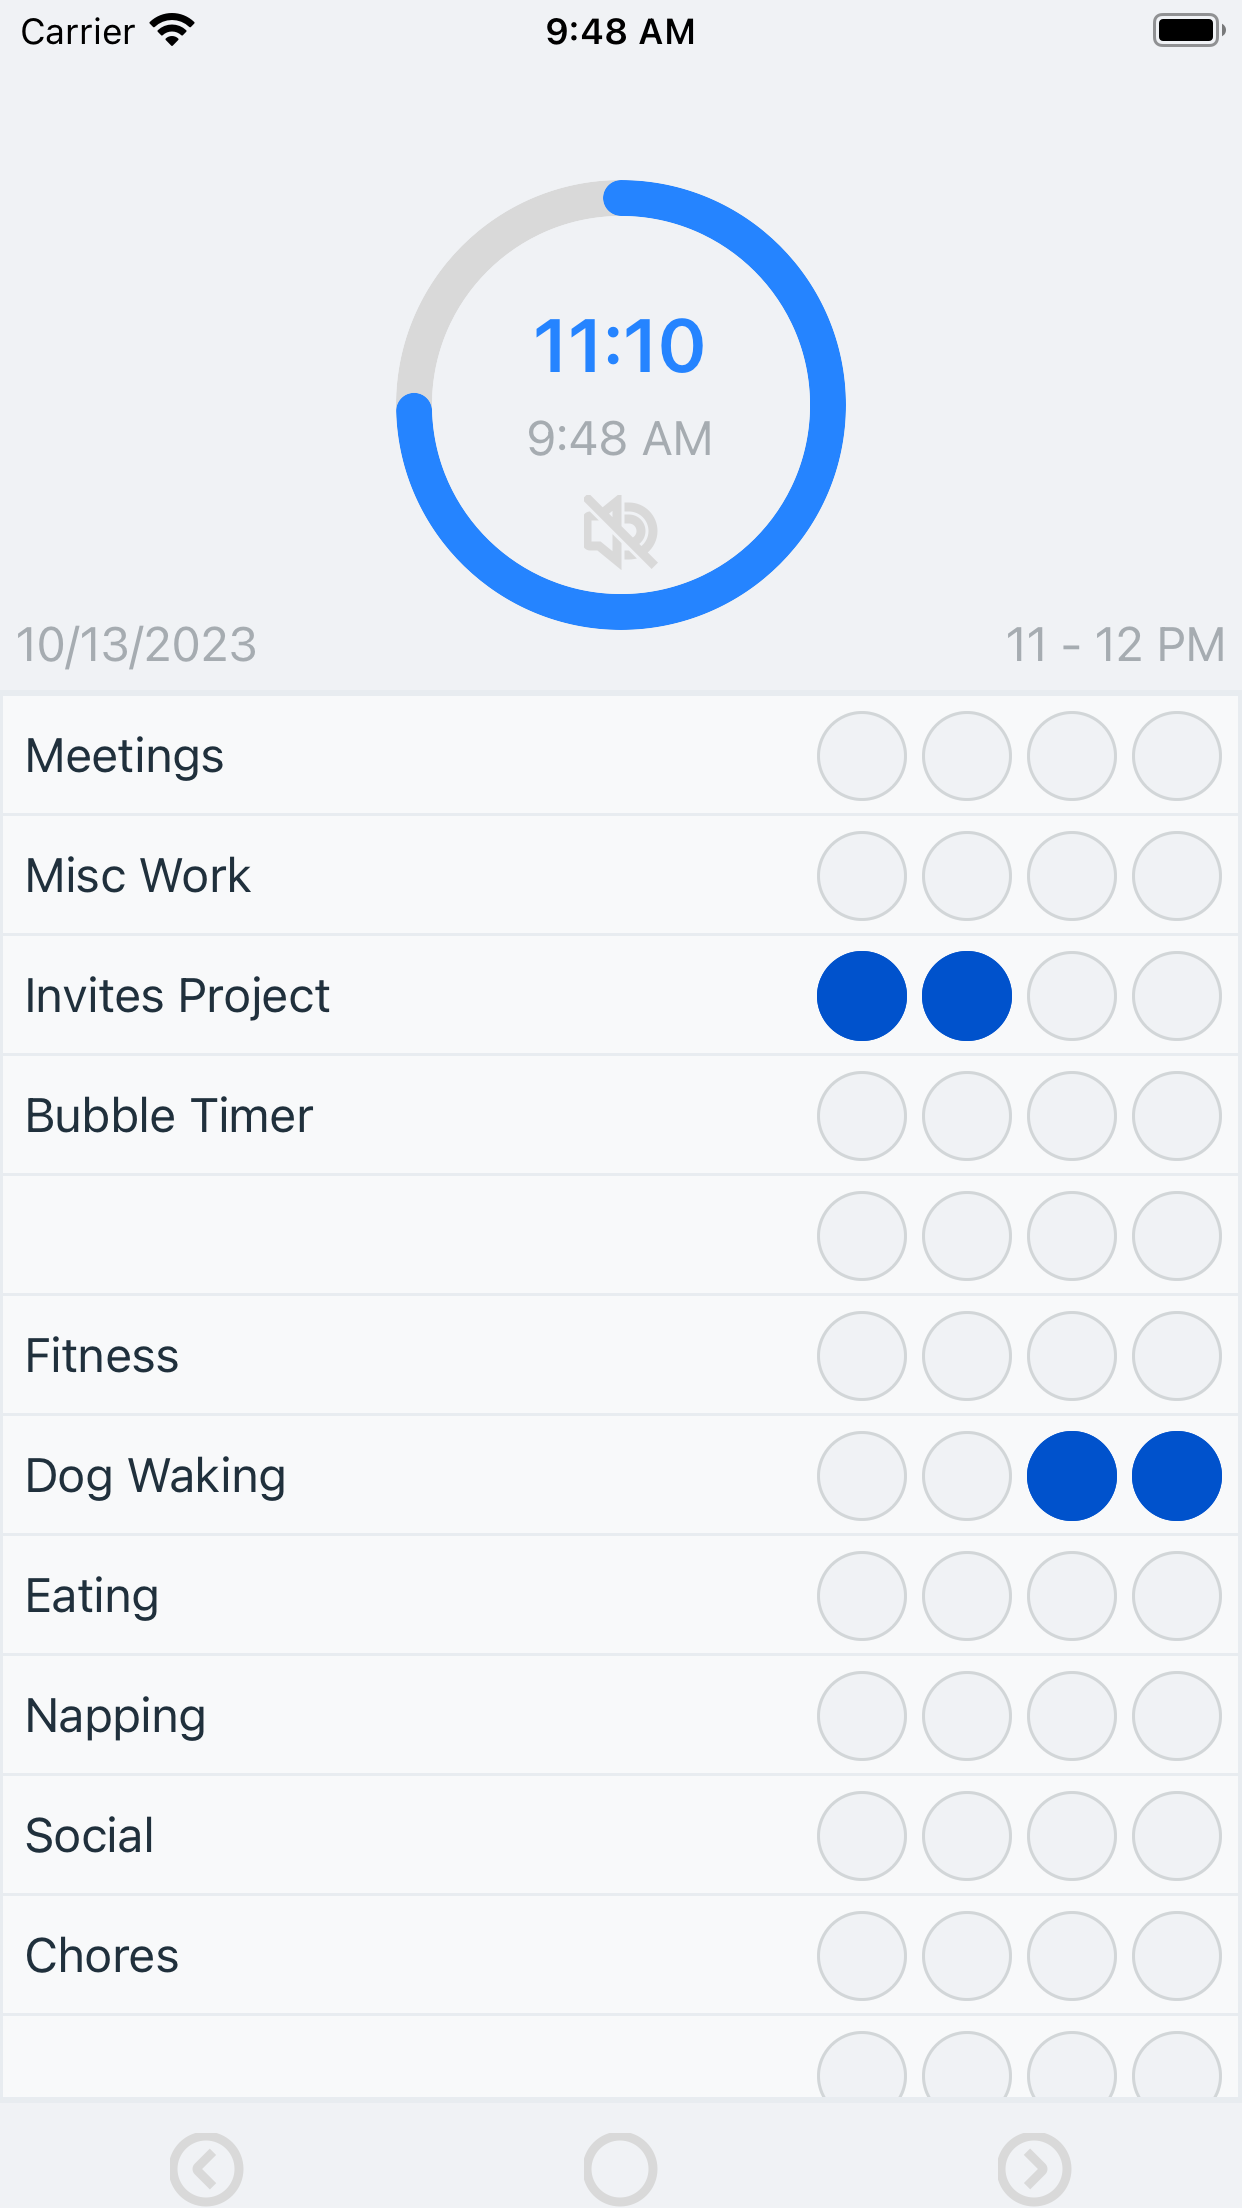 Carrier 9:48 AM
11:10
9:48 AM
10/13/2023 11 - 12 PM
Meetings
Misc Work
Invites Project
Bubble Timer
Fitness
Dog Waking
Eating
Napping
Social
Chores